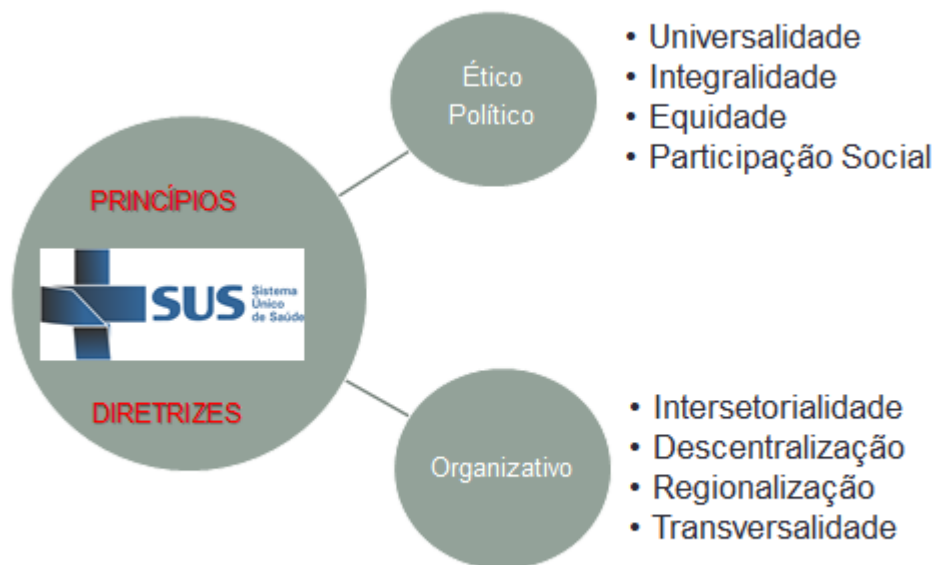 PRINCÍPIOS
SUS Sistema
Único
de Saúde
DIRETRIZES
Ético
Político
• Universalidade
• Integralidade
• Equidade
• Participação Social
Organizativo
• Intersetorialidade
• Descentralização
• Regionalização
• Transversalidade